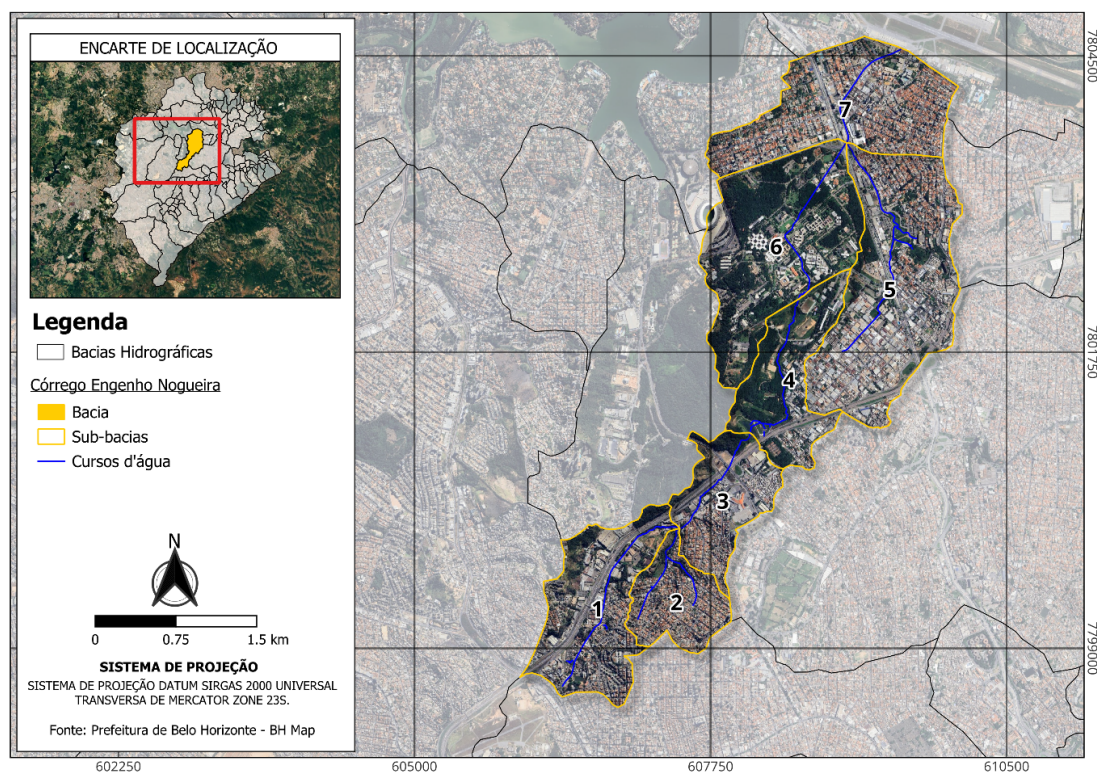 ENCARTE DE LOCALIZAÇÃO
Legenda
Bacias Hidrográficas
Córrego Engenho Nogueira
Bacia
Sub-bacias
Cursos d'água
N
0 0.75 1.5 km
SISTEMA DE PROJEÇÃO
SISTEMA DE PROJEÇÃO DATUM SIRGAS 2000 UNIVERSAL
TRANSVERSA DE MERCATOR ZONE 23S.
Fonte: Prefeitura de Belo Horizonte - BH Map
7
6
5
4
3
2
1
7804500
7801750
7799000
602250 605000 607750 610500